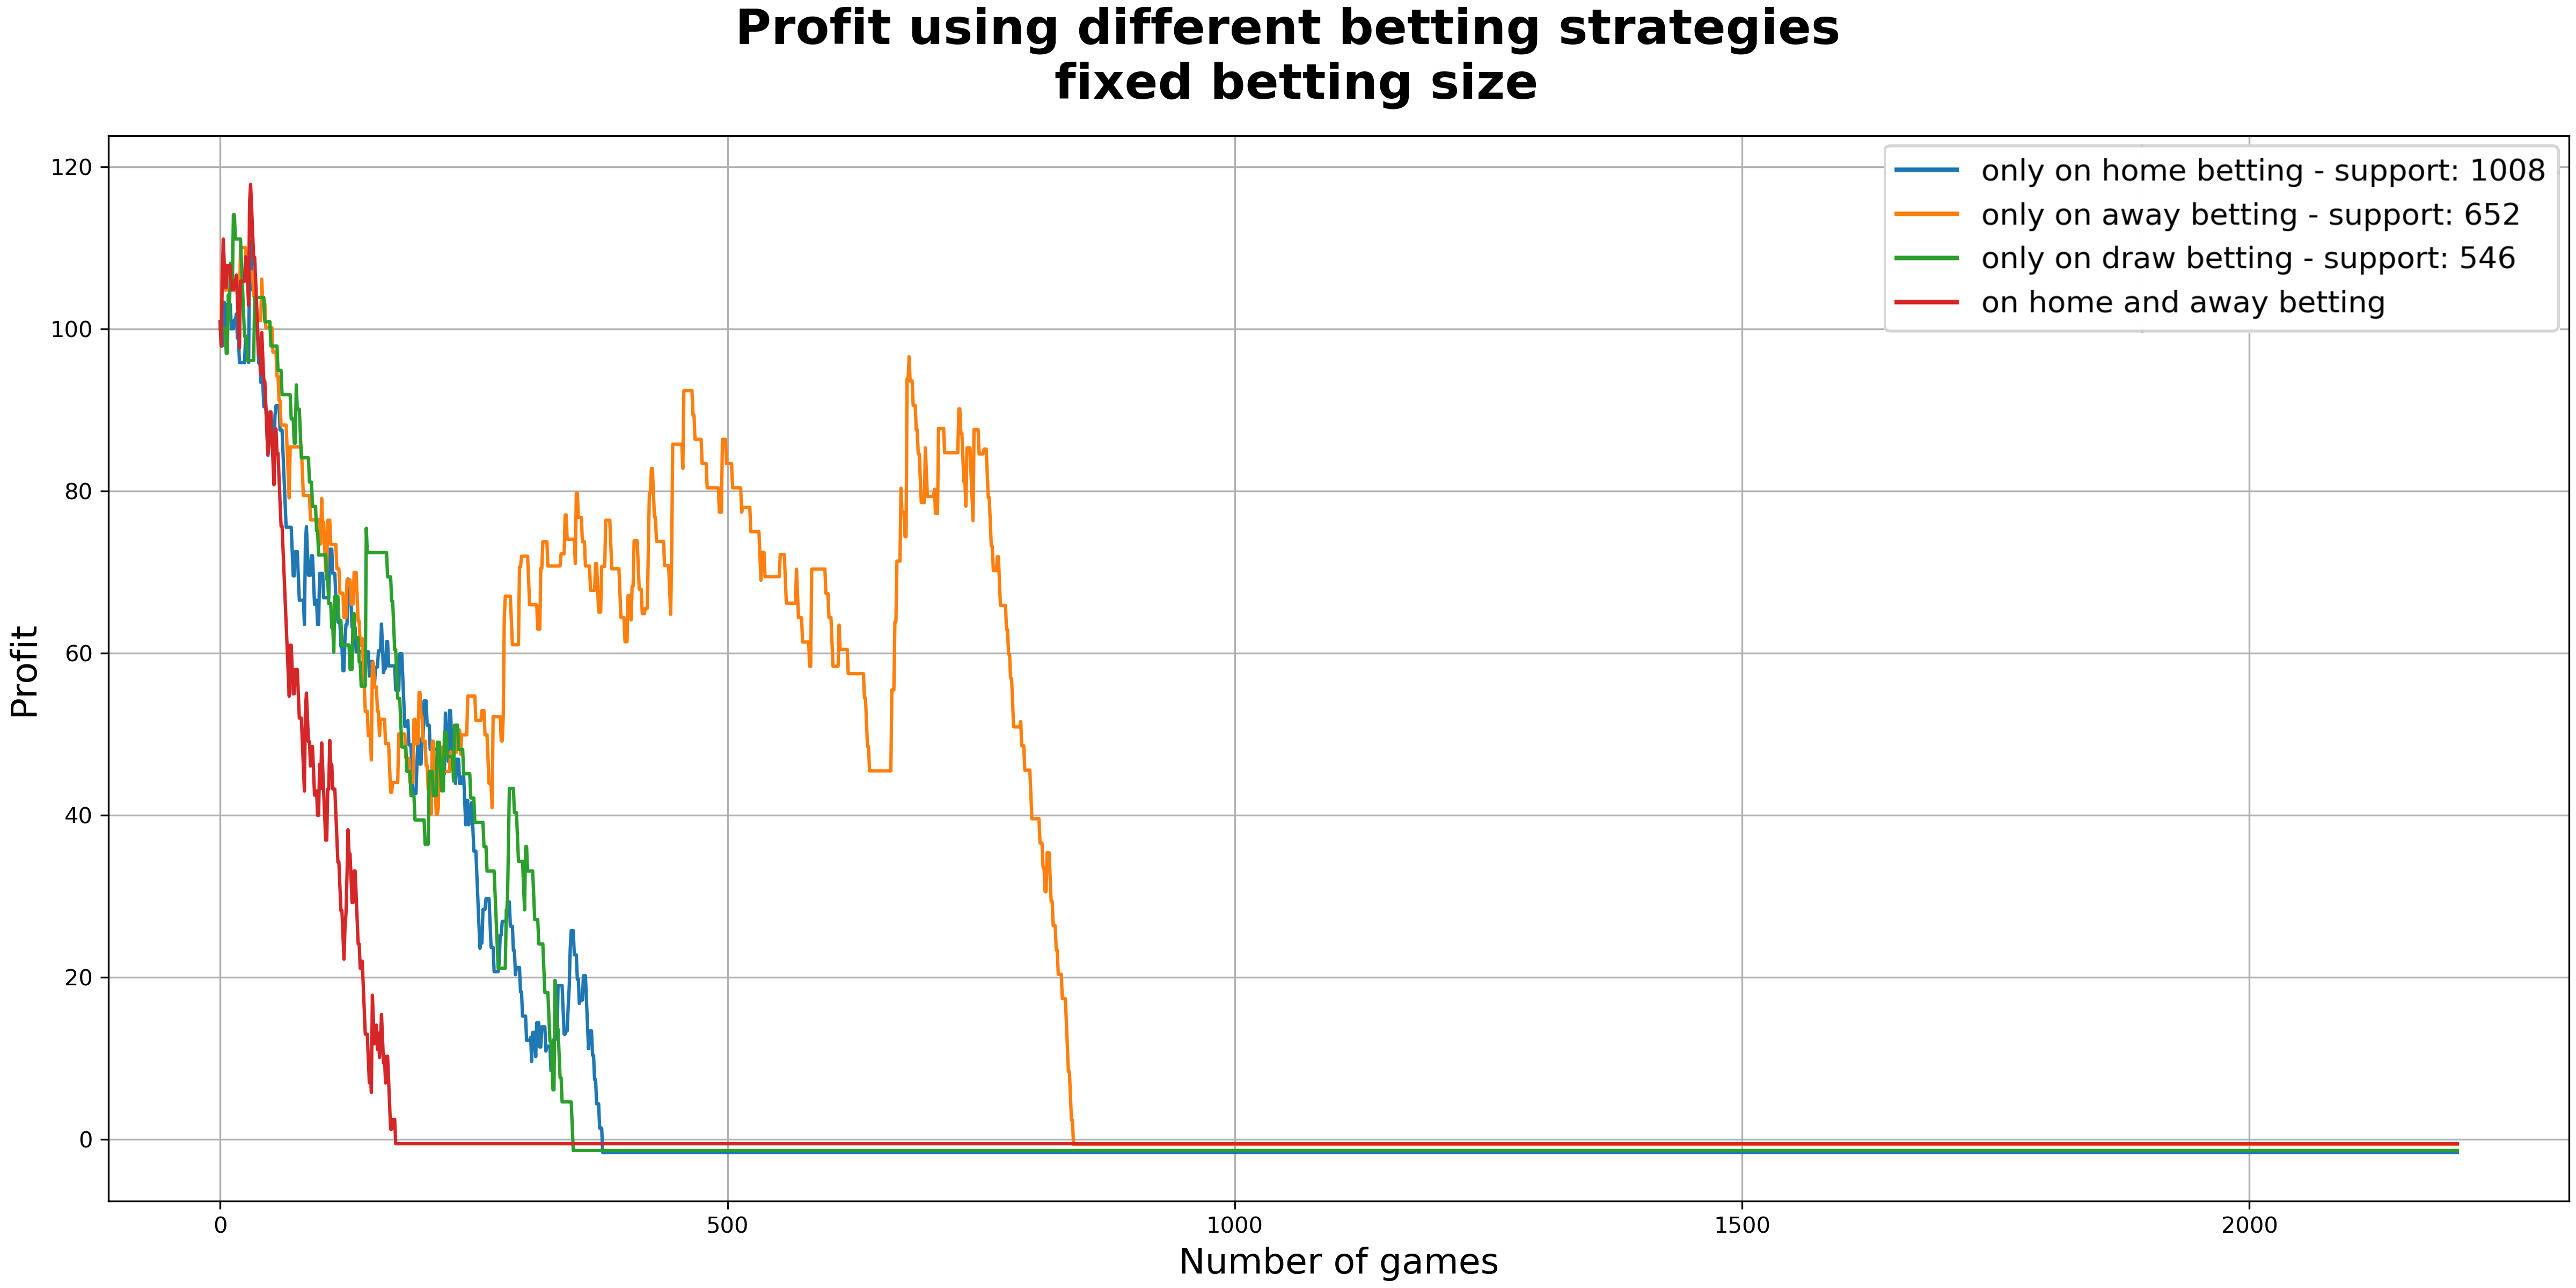 Profit using different betting strategies
fixed betting size
only on home betting - support: 1008
only on away betting - support: 652
only on draw betting - support: 546
on home and away betting
Profit
120
100
80
60
40
20
0
0
500
1000
1500
2000
Number of games